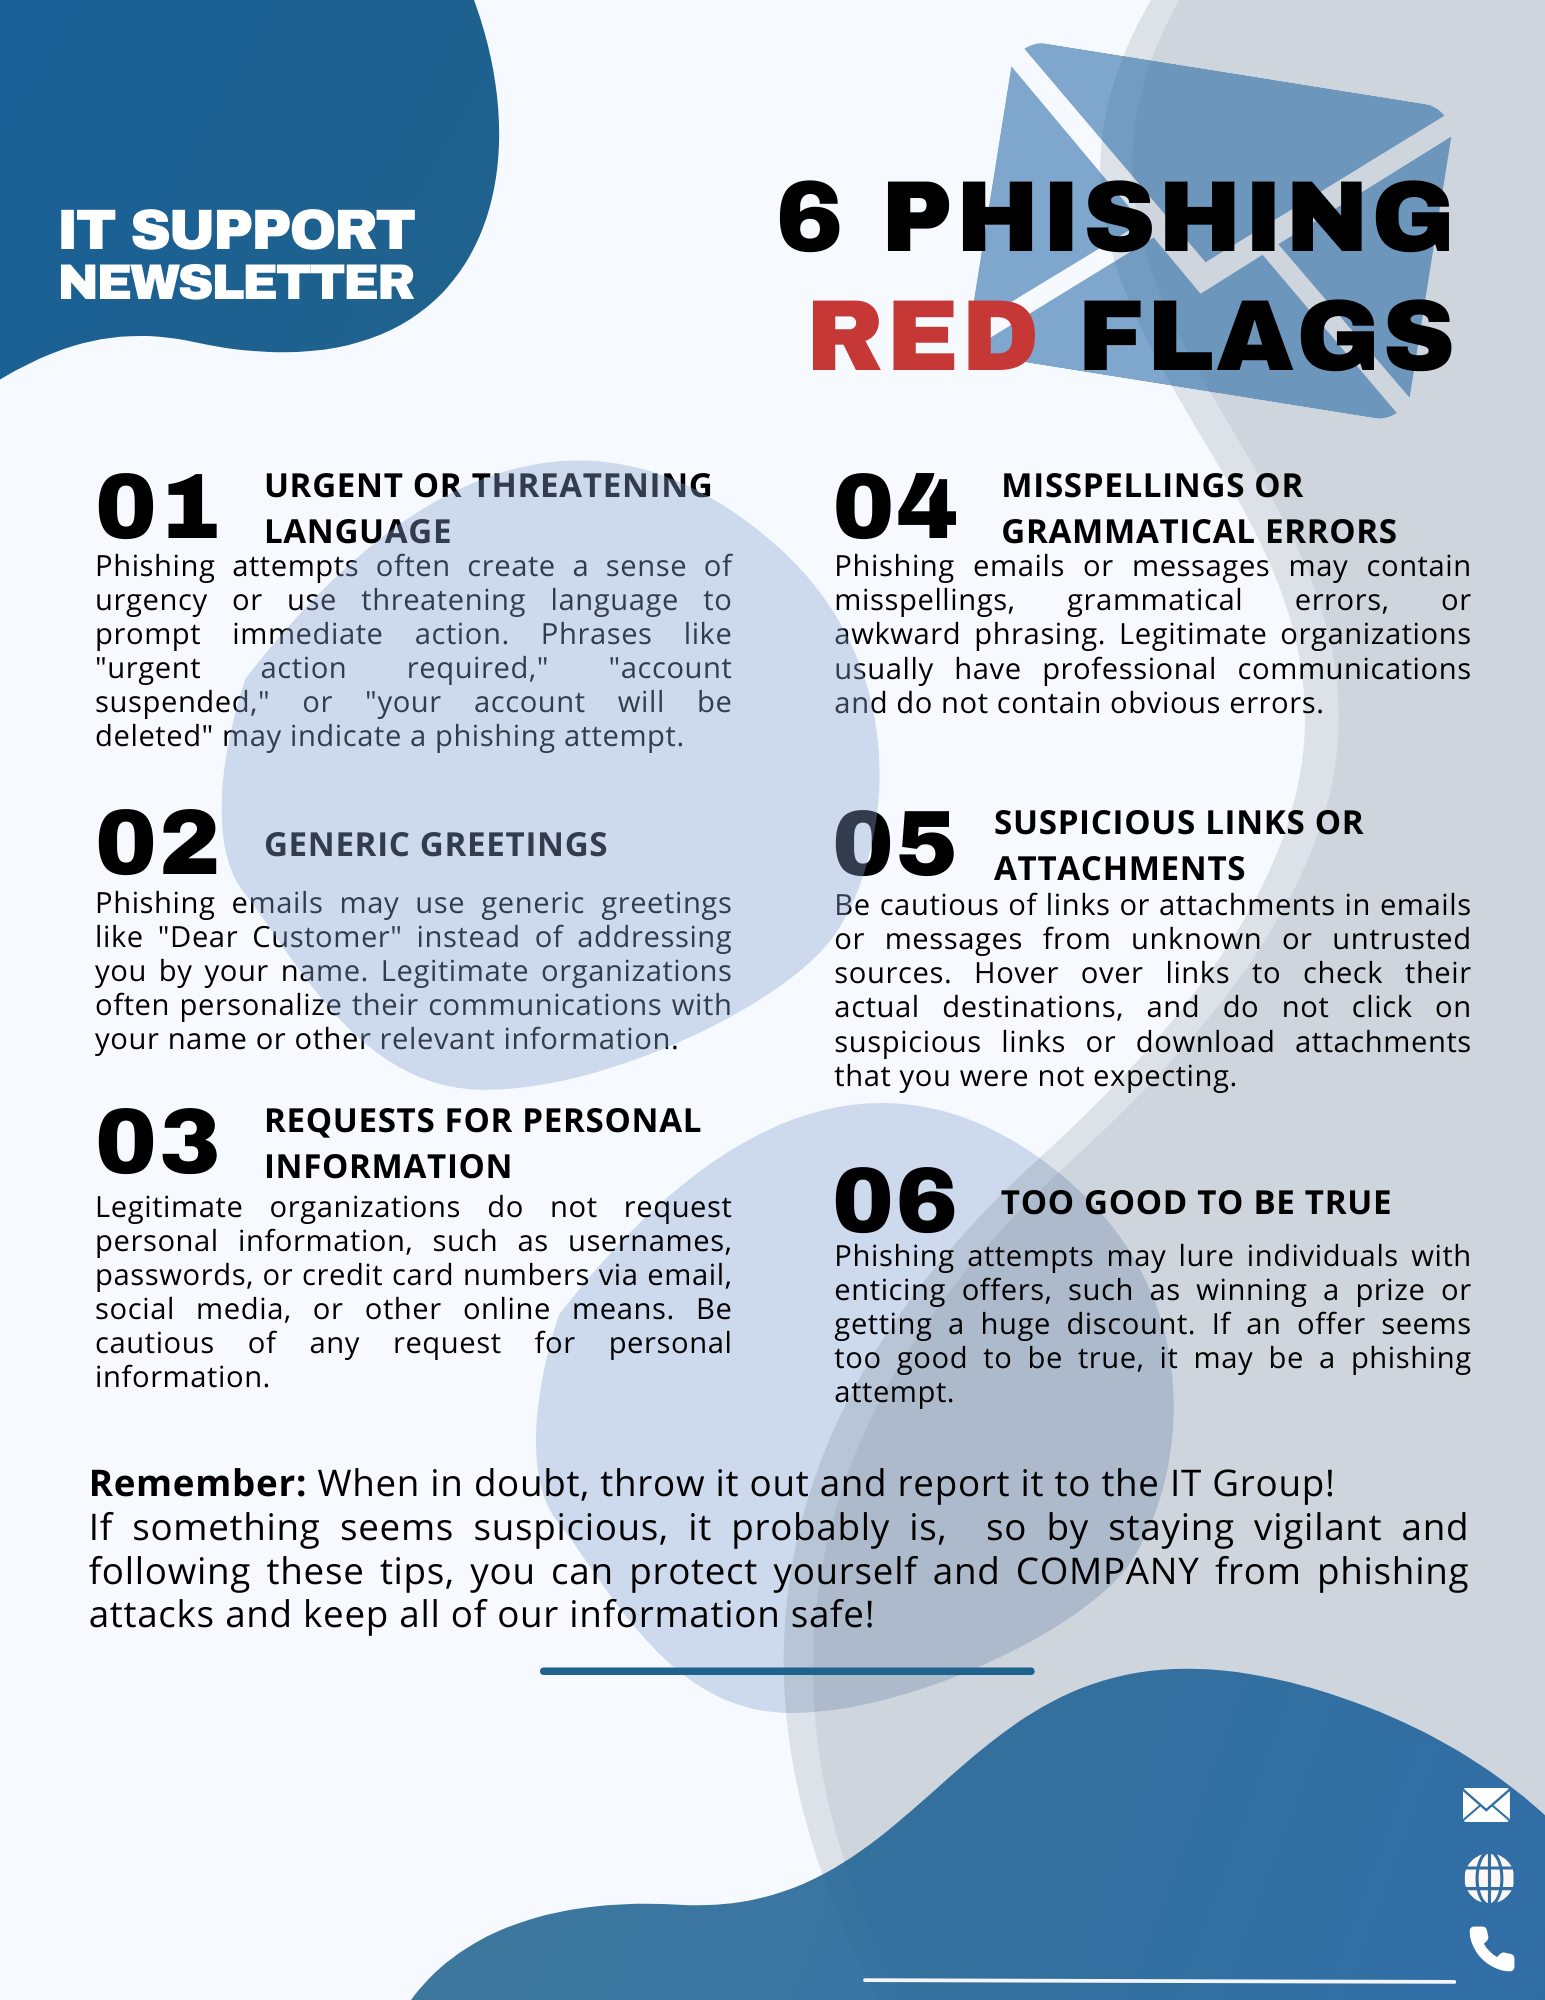 IT SUPPORT
NEWSLETTER
6 PHISHING
RED FLAGS
01
URGENT OR THREATENING
LANGUAGE
Phishing attempts often create a sense of
urgency or use threatening language to
prompt immediate action. Phrases like
"urgent action required," "account
suspended," or "your account will be
deleted" may indicate a phishing attempt.
02
GENERIC GREETINGS
Phishing emails may use generic greetings
like "Dear Customer" instead of addressing
you by your name. Legitimate organizations
often personalize their communications with
your name or other relevant information.
03
REQUESTS FOR PERSONAL
INFORMATION
Legitimate organizations do not request
personal information, such as usernames,
passwords, or credit card numbers via email,
social media, or other online means. Be
cautious of any request for personal
information.
04
MISSPELLINGS OR
GRAMMATICAL ERRORS
Phishing emails or messages may contain
misspellings, grammatical errors, or
awkward phrasing. Legitimate organizations
usually have professional communications
and do not contain obvious errors.
05
SUSPICIOUS LINKS OR
ATTACHMENTS
Be cautious of links or attachments in emails
or messages from unknown or untrusted
sources. Hover over links to check their
actual destinations, and do not click on
suspicious links or download attachments
that you were not expecting.
06
TOO GOOD TO BE TRUE
Phishing attempts may lure individuals with
enticing offers, such as winning a prize or
getting a huge discount. If an offer seems
too good to be true, it may be a phishing
attempt.
Remember: When in doubt, throw it out and report it to the IT Group!
If something seems suspicious, it probably is, so by staying vigilant and
following these tips, you can protect yourself and COMPANY from phishing
attacks and keep all of our information safe!